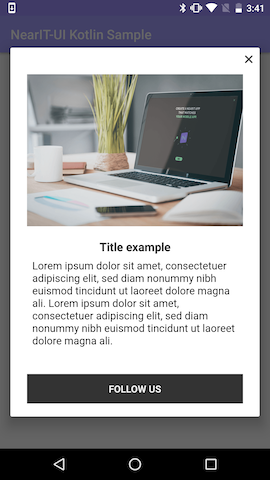 3:41
NearIT-UI Kotlin Sample
Title example
Lorem ipsum dolor sit amet, consectetuer
adipiscing elit, sed diam nonummy nibh
euismod tincidunt ut laoreet dolore magna
ali. Lorem ipsum dolor sit amet,
consectetuer adipiscing elit, sed diam
nonummy nibh euismod tincidunt ut laoreet
dolore magna ali.
FOLLOW US